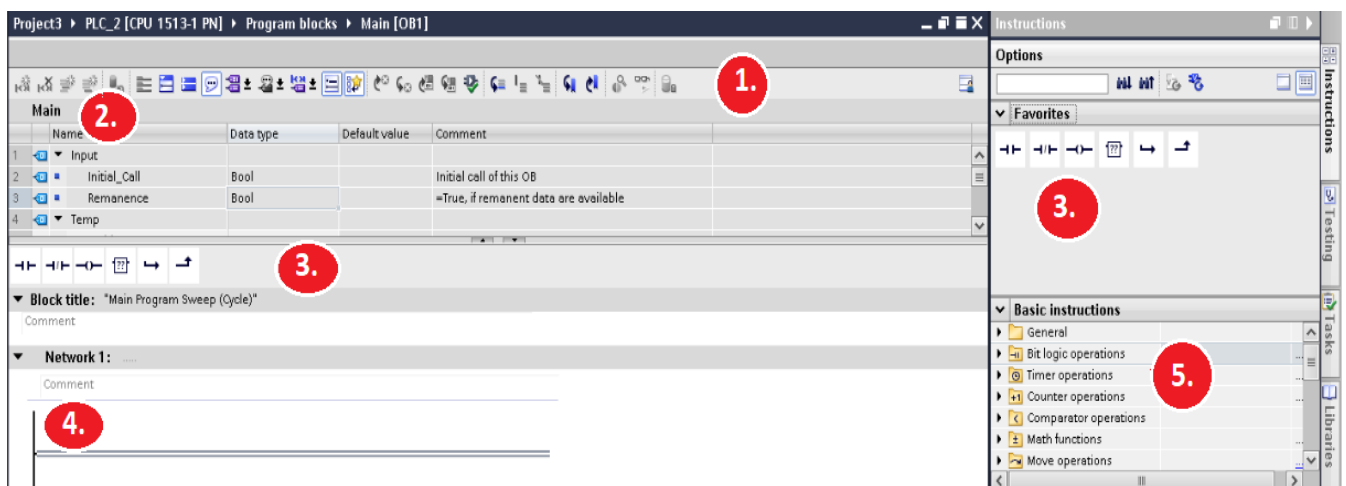 Project3 ▸ PLC_2 [CPU 1513-1 PN] ▸ Program blocks ▸ Main [OB1]
1.
Main
2.
Name Data type Default value Comment
1 Input
2 Initial_Call Bool Initial call of this OB
3 Remanence Bool =True, if remanent data are available
4 Temp
3.
Block title: "Main Program Sweep (Cycle)"
Comment
Network 1: .....
Comment
4.
Instructions
Options
Favorites
??
3.
Basic instructions
General
Bit logic operations ...
Timer operations ...
Counter operations ...
Comparator operations
Math functions ...
Move operations ...
5.
Instructions
Testing
Tasks
Libraries